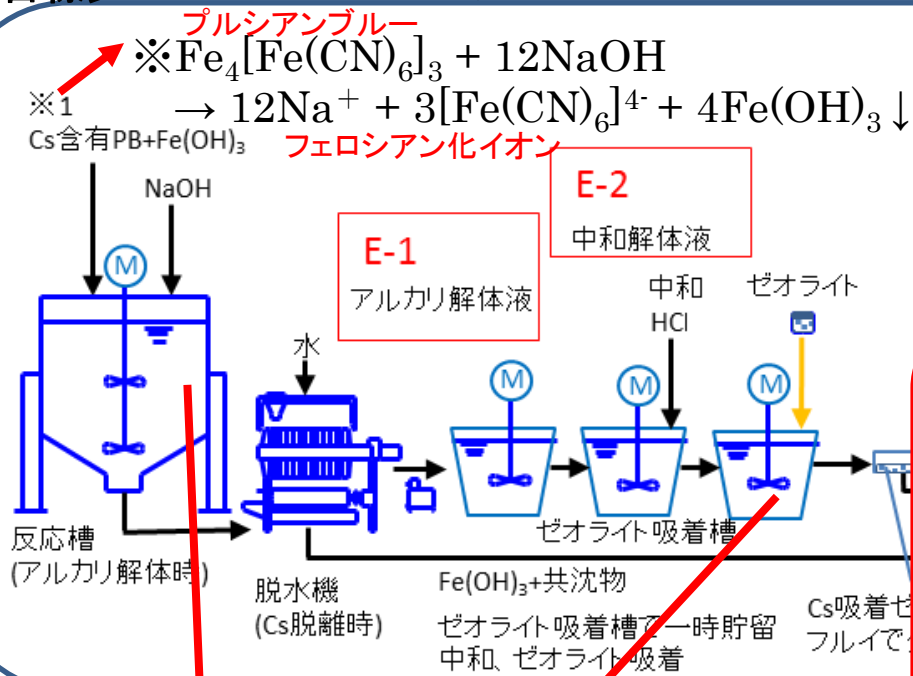 プルシアンブルー
※Fe₄[Fe(CN)₆]₃ + 12NaOH
→ 12Na⁺ + 3[Fe(CN)₆]⁴⁻ + 4Fe(OH)₃↓
フェロシアン化イオン
※1
Cs含有PB+Fe(OH)₃
NaOH
M
E-1
アルカリ解体液
E-2
中和解体液
中和
HCl
ゼオライト
水
M
M
M
ゼオライト吸着槽
反応槽
(アルカリ解体時)
脱水機
(Cs脱離時)
Fe(OH)₃+共沈物
ゼオライト吸着槽で一時貯留
中和、ゼオライト吸着
Cs吸着ゼ
フルイで